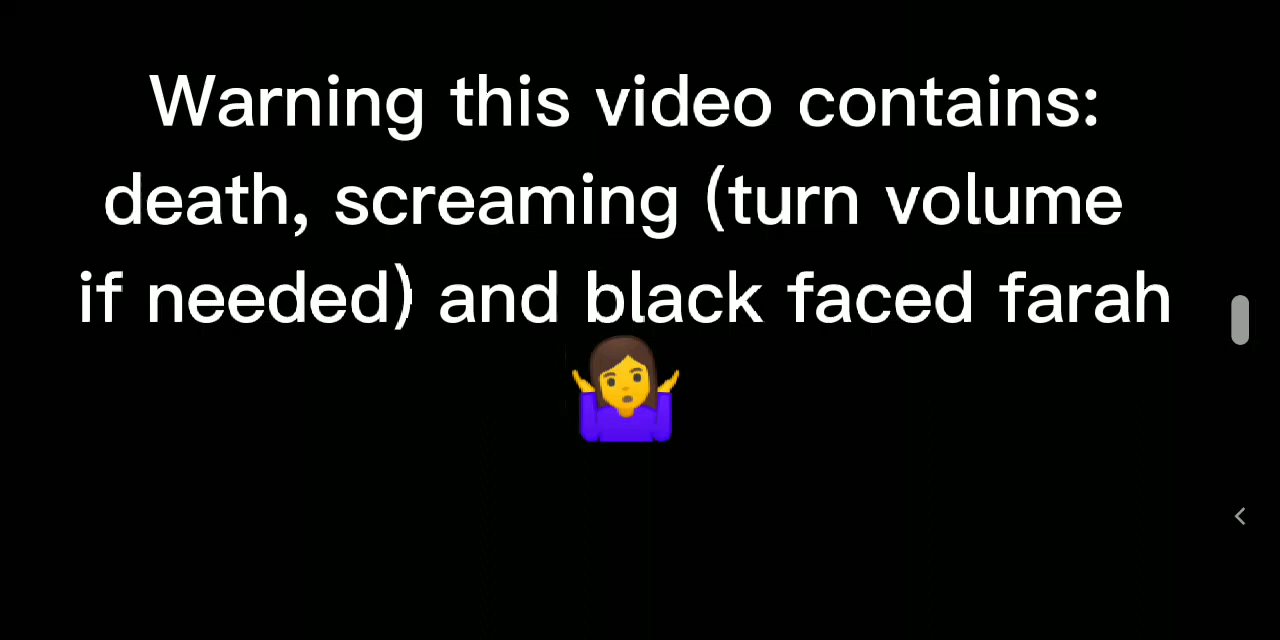 Warning this video contains:
death, screaming (turn volume
if needed) and black faced farah
🤷‍♀️